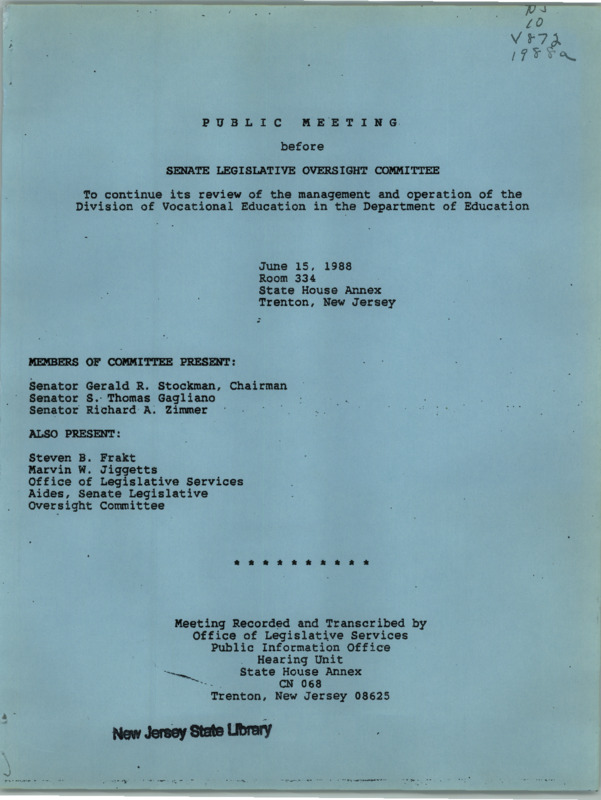 NJ
10
V872
1988a
PUBLIC MEETING
before
SENATE LEGISLATIVE OVERSIGHT COMMITTEE
To continue its review of the management and operation of the
Division of Vocational Education in the Department of Education
June 15, 1988
Room 334
State House Annex
Trenton, New Jersey
MEMBERS OF COMMITTEE PRESENT:
Senator Gerald R. Stockman, Chairman
Senator S. Thomas Gagliano
Senator Richard A. Zimmer
ALSO PRESENT:
Steven B. Frakt
Marvin W. Jiggetts
Office of Legislative Services
Aides, Senate Legislative
Oversight Committee
* * * * * * * * * *
Meeting Recorded and Transcribed by
Office of Legislative Services
Public Information Office
Hearing Unit
State House Annex
CN 068
Trenton, New Jersey 08625
New Jersey State Library